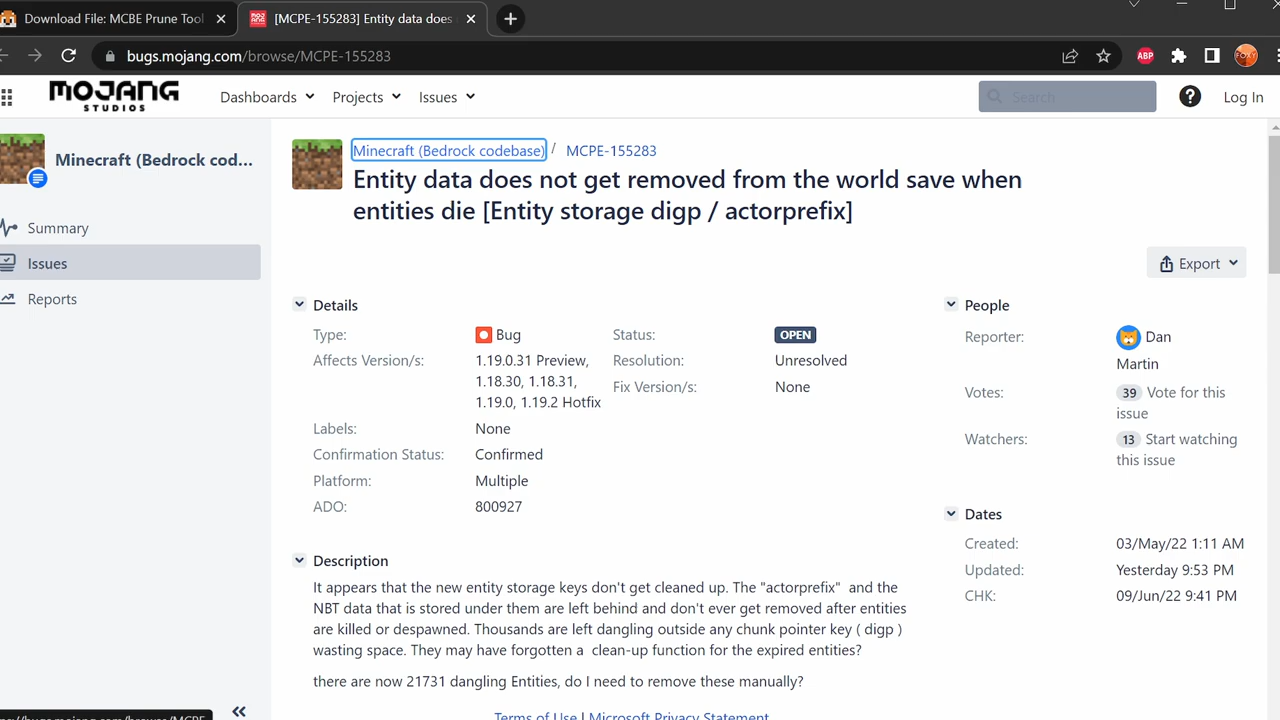 Download File: MCBE Prune Tool
[MCPE-155283] Entity data does
bugs.mojang.com/browse/MCPE-155283
ABP
MOJANG
STUDIOS
Dashboards
Projects
Issues
Search
Log In
Minecraft (Bedrock cod...
Summary
Issues
Reports
Minecraft (Bedrock codebase) / MCPE-155283
Entity data does not get removed from the world save when
entities die [Entity storage digp / actorprefix]
Export
Details
Type: Bug
Status: OPEN
Affects Version/s: 1.19.0.31 Preview,
1.18.30, 1.18.31,
1.19.0, 1.19.2 Hotfix
Resolution: Unresolved
Fix Version/s: None
Labels: None
Confirmation Status: Confirmed
Platform: Multiple
ADO: 800927
Description
It appears that the new entity storage keys don't get cleaned up. The "actorprefix" and the
NBT data that is stored under them are left behind and don't ever get removed after entities
are killed or despawned. Thousands are left dangling outside any chunk pointer key ( digp )
wasting space. They may have forgotten a clean-up function for the expired entities?
there are now 21731 dangling Entities, do I need to remove these manually?
People
Reporter: Dan
Martin
Votes: 39 Vote for this
issue
Watchers: 13 Start watching
this issue
Dates
Created: 03/May/22 1:11 AM
Updated: Yesterday 9:53 PM
CHK: 09/Jun/22 9:41 PM
Terms of Use | Microsoft Privacy Statement